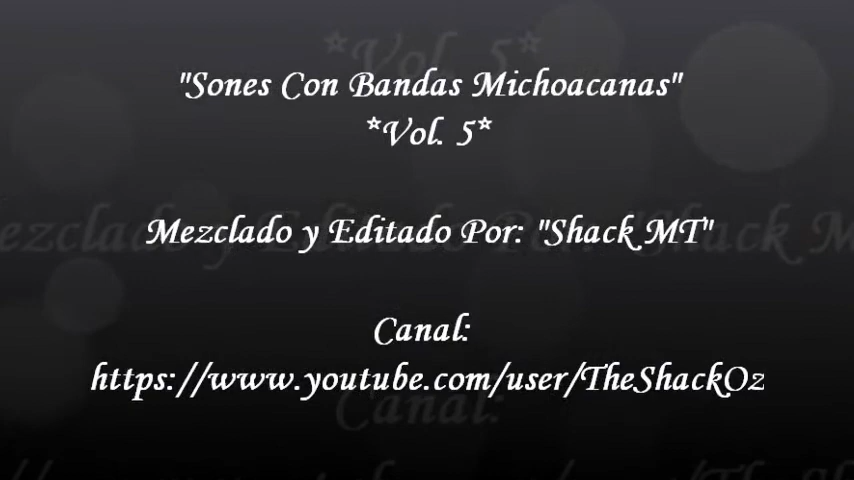 "Sones Con Bandas Michoacanas"
*Vol. 5*
Mezclado y Editado Por: "Shack MT"
Canal:
https://www.youtube.com/user/TheShackOz